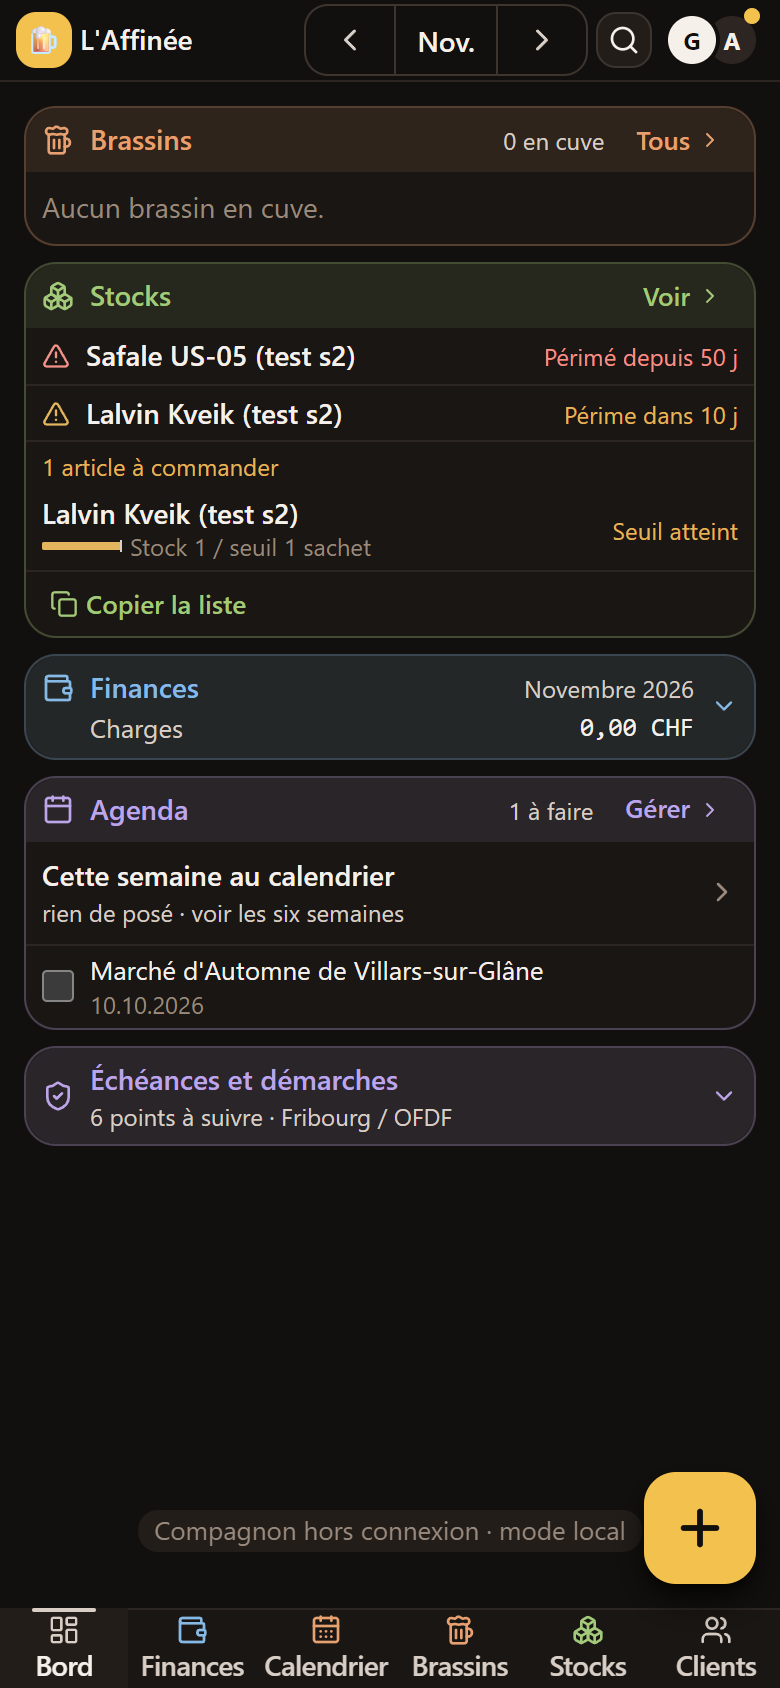 L'Affinée
Nov.
G
A
Brassins
0 en cuve
Tous
Aucun brassin en cuve.
Stocks
Voir
Safale US-05 (test s2)
Périmé depuis 50 j
Lalvin Kveik (test s2)
Périme dans 10 j
1 article à commander
Lalvin Kveik (test s2)
Stock 1 / seuil 1 sachet
Seuil atteint
Copier la liste
Finances
Novembre 2026
Charges
0,00 CHF
Agenda
1 à faire
Gérer
Cette semaine au calendrier
rien de posé · voir les six semaines
Marché d'Automne de Villars-sur-Glâne
10.10.2026
Échéances et démarches
6 points à suivre · Fribourg / OFDF
Compagnon hors connexion · mode local
Bord
Finances
Calendrier
Brassins
Stocks
Clients